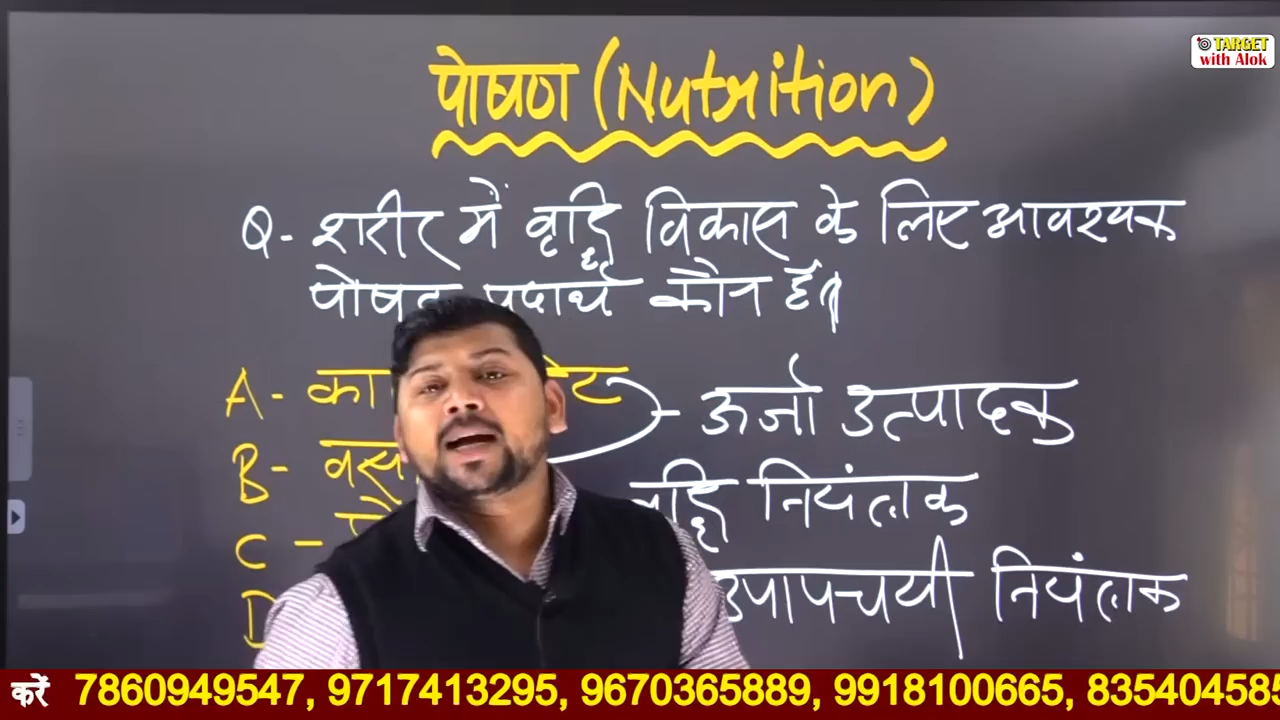 TARGET
with Alok
पोषण (Nutrition)
Q- शरीर में वृद्धि विकास के लिए आवश्यक
पदार्थ कौन है।
A- का
B- वसा
- ऊर्जा उत्पादक
C -
नियंत्रक
D
उपापचयी नियंत्रक
करें 7860949547, 9717413295, 9670365889, 9918100665, 835404585